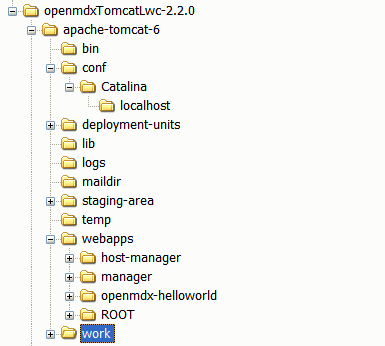 openmdxTomcatLwc-2.2.0
apache-tomcat-6
bin
conf
Catalina
localhost
deployment-units
lib
logs
maildir
staging-area
temp
webapps
host-manager
manager
openmdx-helloworld
ROOT
work